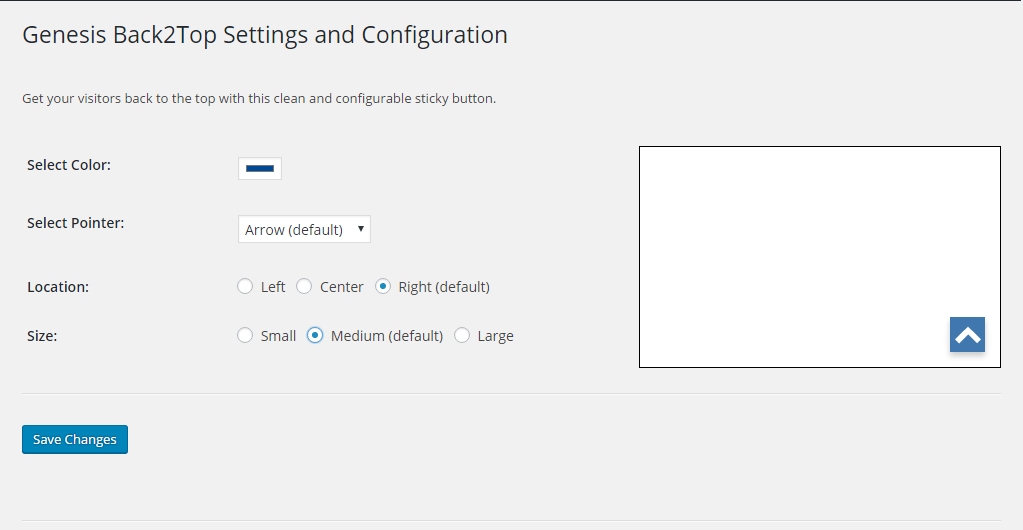 Genesis Back2Top Settings and Configuration
Get your visitors back to the top with this clean and configurable sticky button.
Select Color:
Select Pointer: Arrow (default)
Location: Left Center Right (default)
Size: Small Medium (default) Large
Save Changes